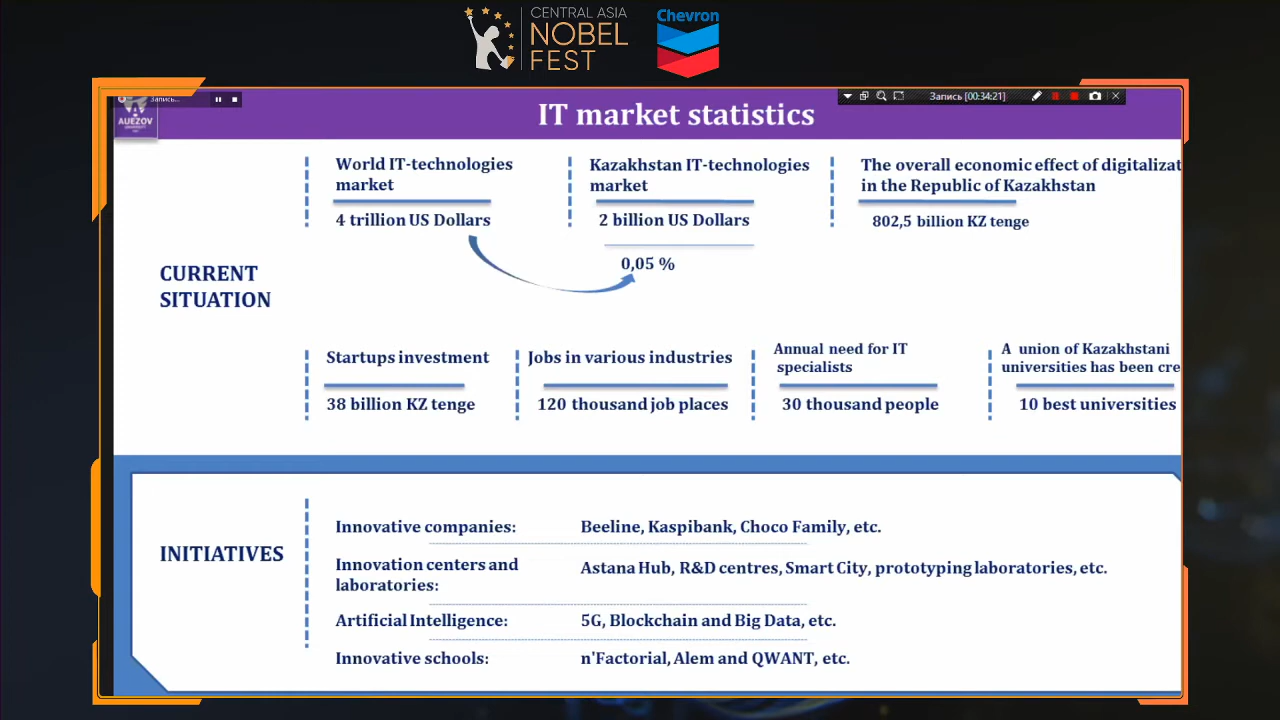 CENTRAL ASIA
NOBEL
FEST
Chevron
Запись...
Запись [00:34:21]
AUEZOV
UNIVERSITY
IT market statistics
World IT-technologies
market
4 trillion US Dollars
Kazakhstan IT-technologies
market
2 billion US Dollars
0,05 %
The overall economic effect of digitalizat
in the Republic of Kazakhstan
802,5 billion KZ tenge
CURRENT
SITUATION
Startups investment
38 billion KZ tenge
Jobs in various industries
120 thousand job places
Annual need for IT
specialists
30 thousand people
A union of Kazakhstani
universities has been cre
10 best universities
INITIATIVES
Innovative companies:
Beeline, Kaspibank, Choco Family, etc.
Innovation centers and
laboratories:
Astana Hub, R&D centres, Smart City, prototyping laboratories, etc.
Artificial Intelligence:
5G, Blockchain and Big Data, etc.
Innovative schools:
n'Factorial, Alem and QWANT, etc.